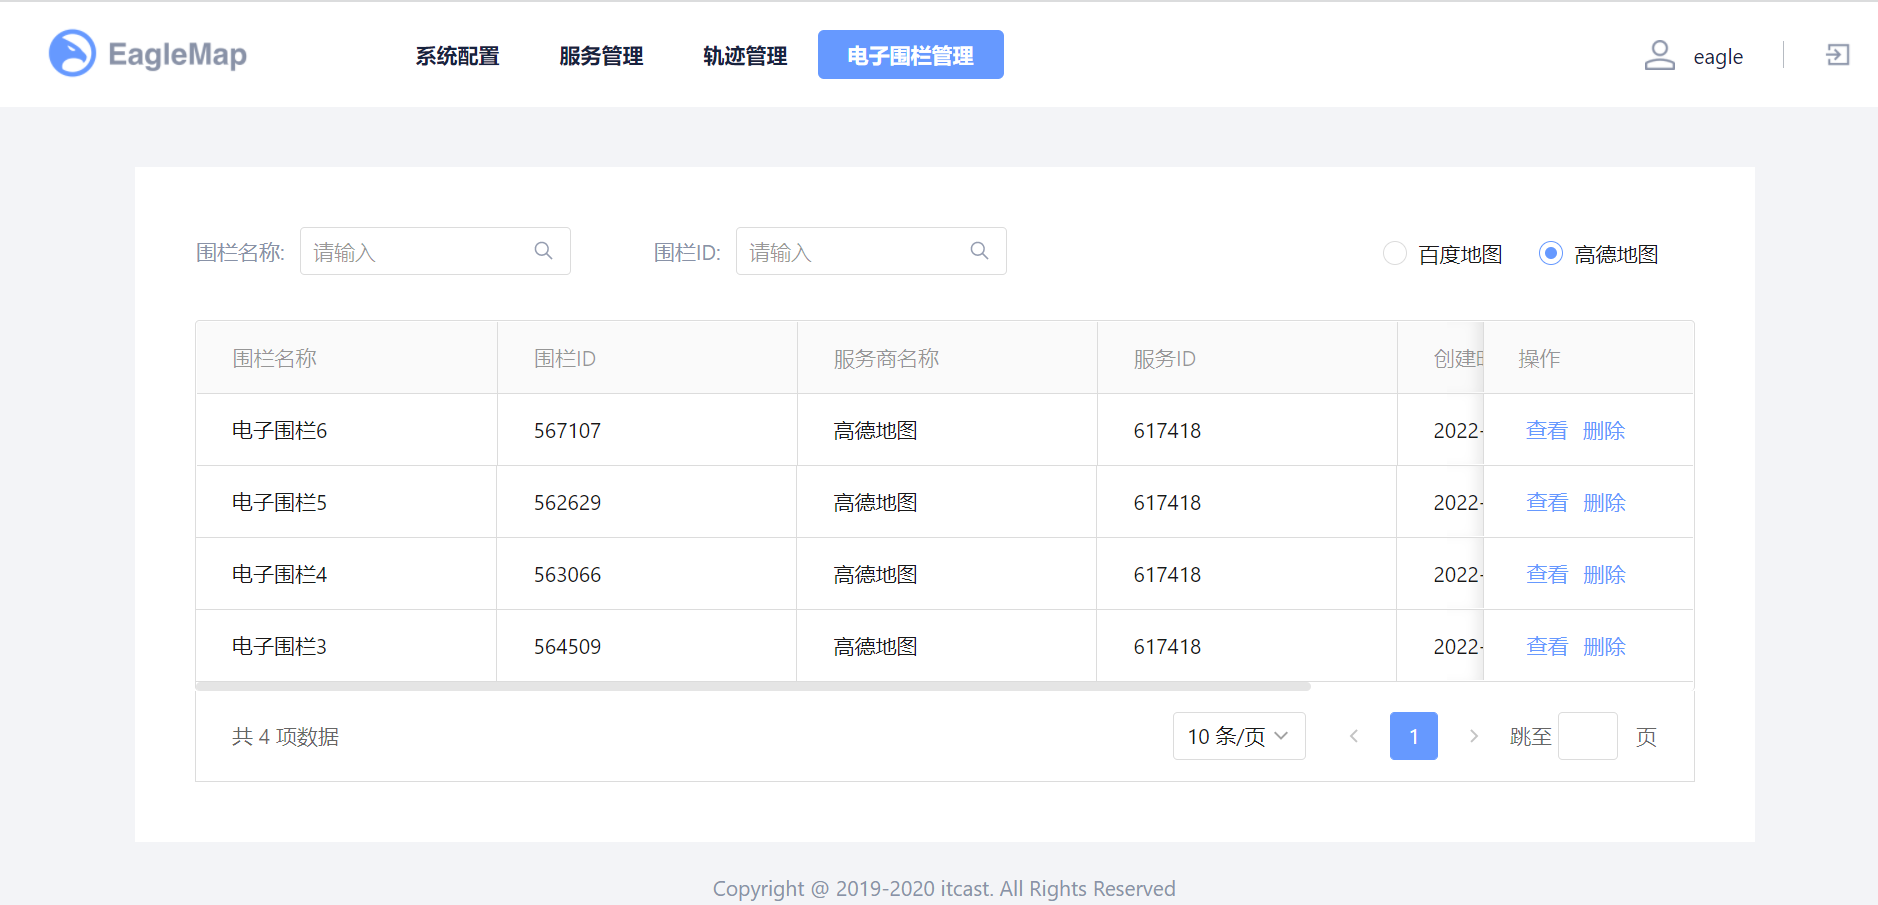 EagleMap 系统配置 服务管理 轨迹管理 电子围栏管理 eagle
围栏名称: 请输入 围栏ID: 请输入 百度地图 高德地图
围栏名称 围栏ID 服务商名称 服务ID 创建 操作
电子围栏6 567107 高德地图 617418 2022- 查看 删除
电子围栏5 562629 高德地图 617418 2022- 查看 删除
电子围栏4 563066 高德地图 617418 2022- 查看 删除
电子围栏3 564509 高德地图 617418 2022- 查看 删除
共 4 项数据 10 条/页 1 跳至 页
Copyright @ 2019-2020 itcast. All Rights Reserved